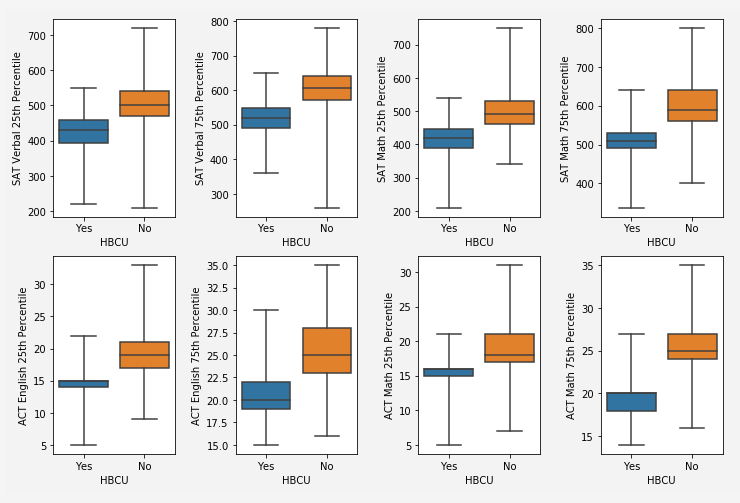 SAT Verbal 25th Percentile
700
600
500
400
300
200
Yes No
HBCU
SAT Verbal 75th Percentile
800
700
600
500
400
300
Yes No
HBCU
SAT Math 25th Percentile
700
600
500
400
300
200
Yes No
HBCU
SAT Math 75th Percentile
800
700
600
500
400
Yes No
HBCU
ACT English 25th Percentile
30
25
20
15
10
5
Yes No
HBCU
ACT English 75th Percentile
35.0
32.5
30.0
27.5
25.0
22.5
20.0
17.5
15.0
Yes No
HBCU
ACT Math 25th Percentile
30
25
20
15
10
5
Yes No
HBCU
ACT Math 75th Percentile
35
30
25
20
15
Yes No
HBCU